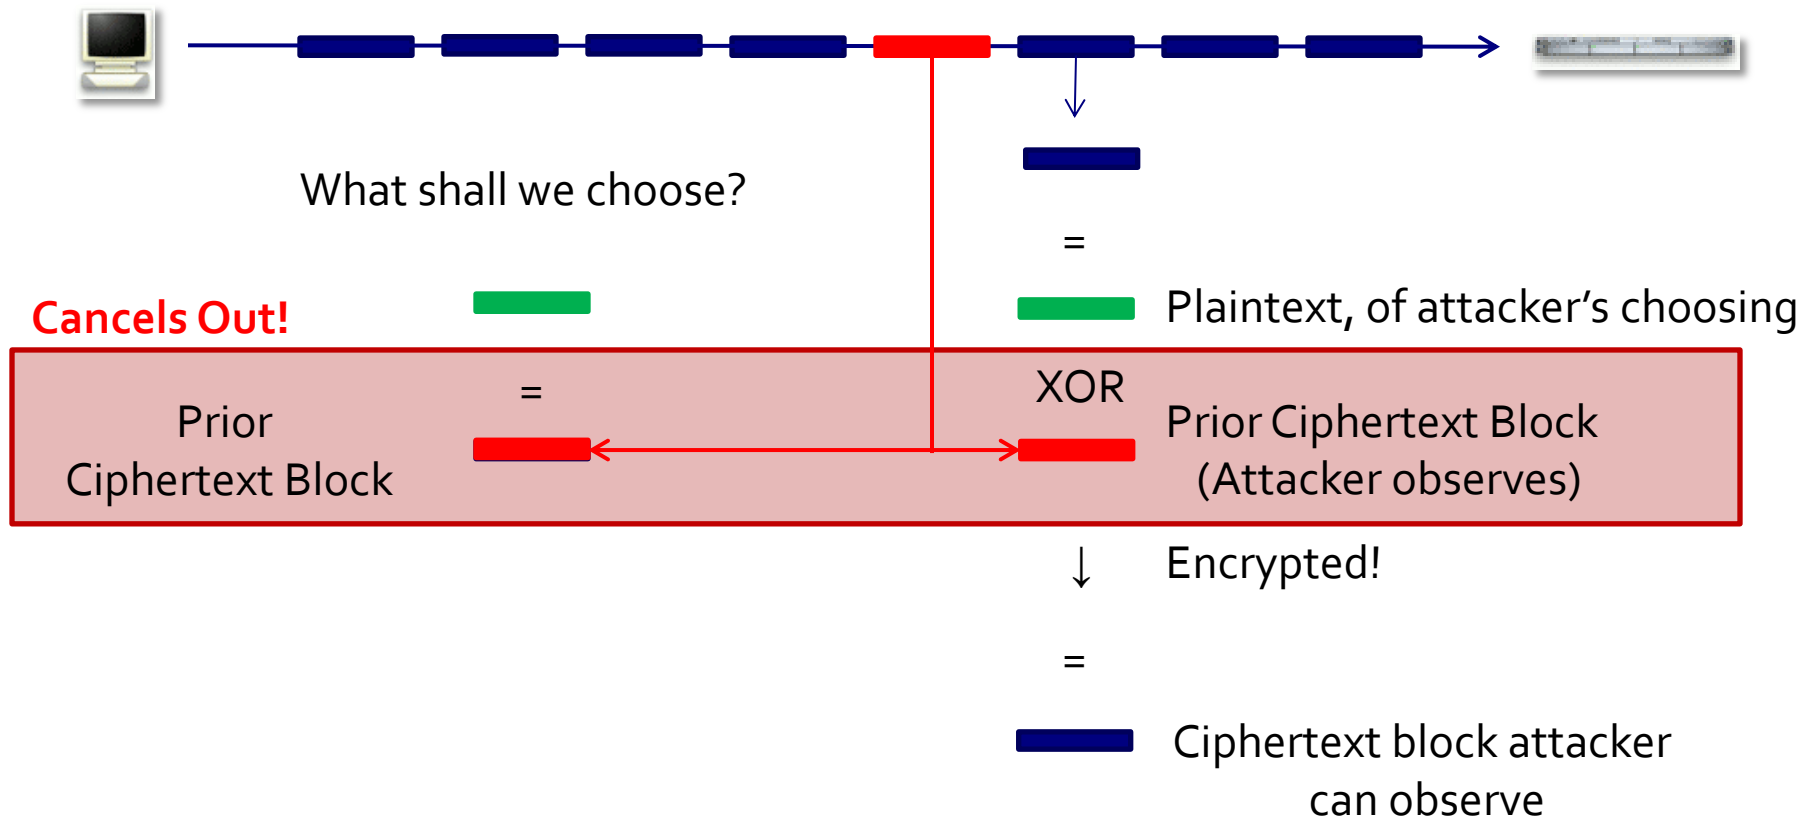 What shall we choose?
=
Cancels Out!
Plaintext, of attacker’s choosing
=
XOR
Prior
Ciphertext Block
Prior Ciphertext Block
(Attacker observes)
↓
Encrypted!
=
Ciphertext block attacker
can observe